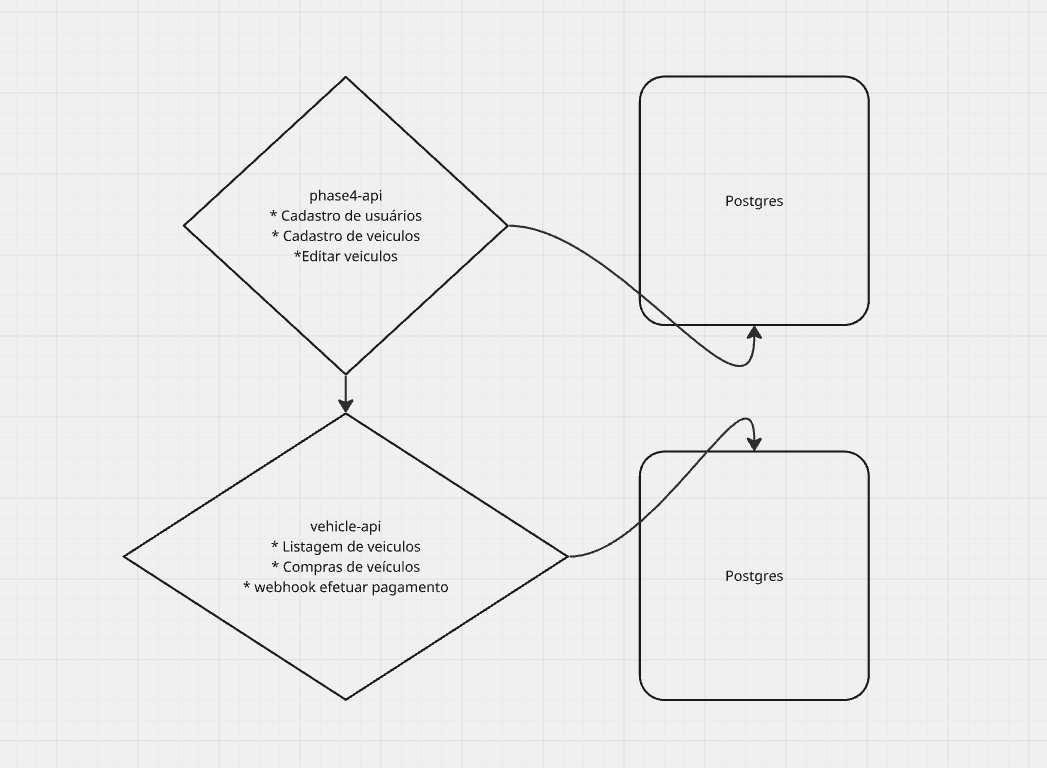 phase4-api
* Cadastro de usuários
* Cadastro de veiculos
*Editar veiculos
Postgres
vehicle-api
* Listagem de veiculos
* Compras de veículos
* webhook efetuar pagamento
Postgres